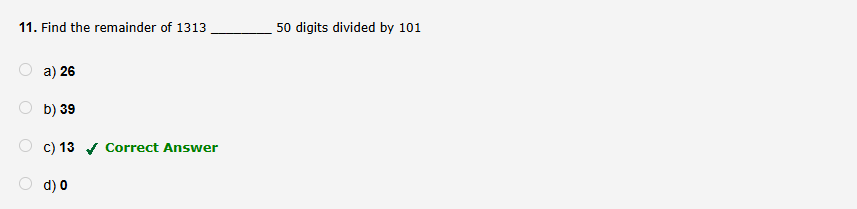 11. Find the remainder of 1313 ________ 50 digits divided by 101
a) 26
b) 39
c) 13 ✓ Correct Answer
d) 0